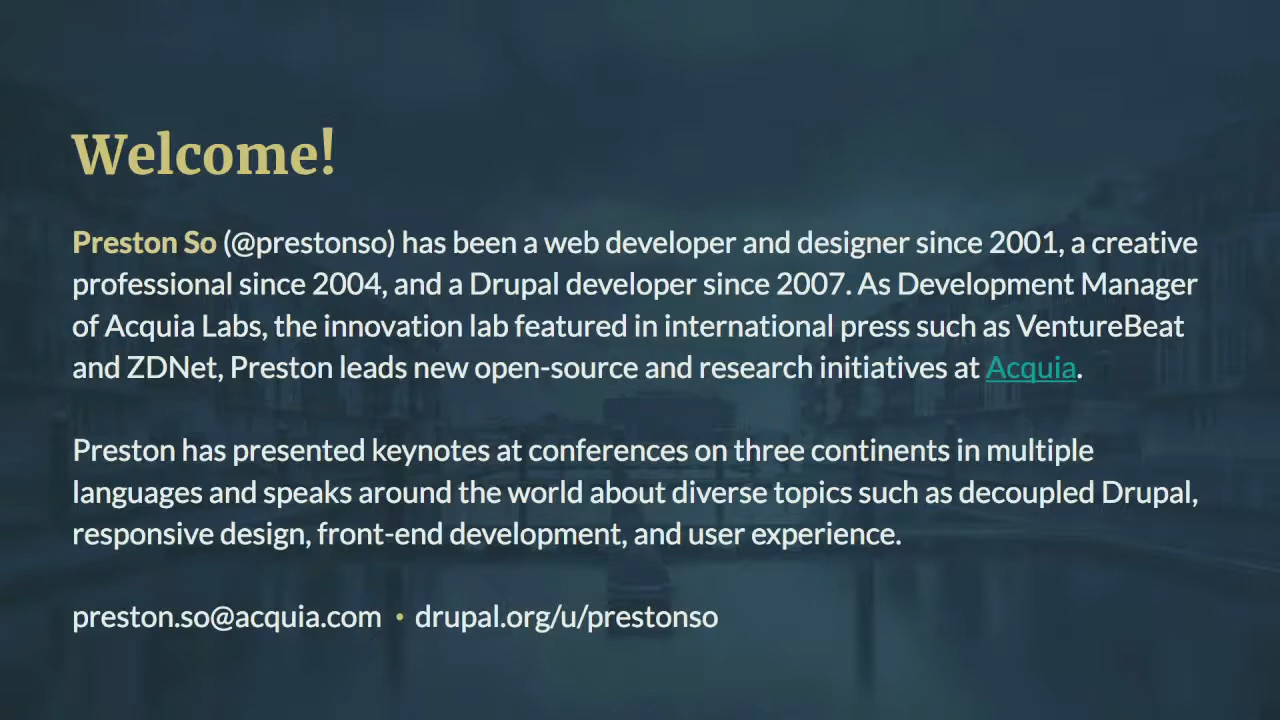 Welcome!
Preston So (@prestonso) has been a web developer and designer since 2001, a creative
professional since 2004, and a Drupal developer since 2007. As Development Manager
of Acquia Labs, the innovation lab featured in international press such as VentureBeat
and ZDNet, Preston leads new open-source and research initiatives at Acquia.
Preston has presented keynotes at conferences on three continents in multiple
languages and speaks around the world about diverse topics such as decoupled Drupal,
responsive design, front-end development, and user experience.
preston.so@acquia.com • drupal.org/u/prestonso